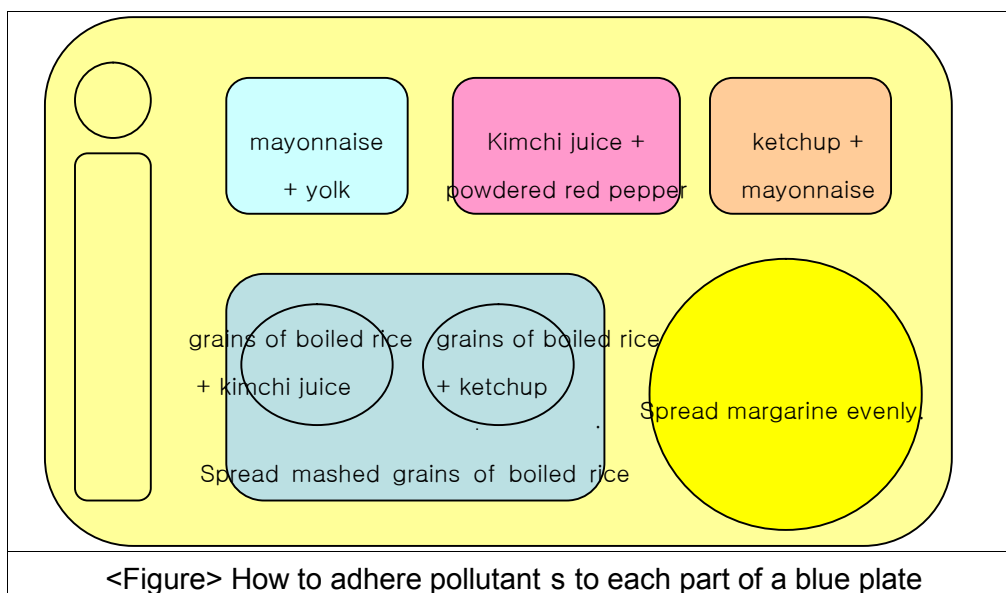 mayonnaise
+ yolk
Kimchi juice +
powdered red pepper
ketchup +
mayonnaise
grains of boiled rice
+ kimchi juice
grains of boiled rice
+ ketchup
Spread mashed grains of boiled rice
Spread margarine evenly.
<Figure> How to adhere pollutant s to each part of a blue plate